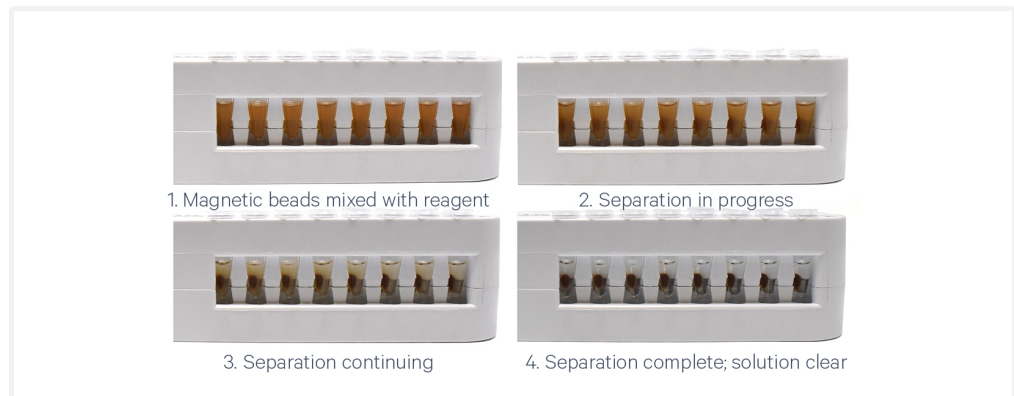 1. Magnetic beads mixed with reagent
2. Separation in progress
3. Separation continuing
4. Separation complete; solution clear